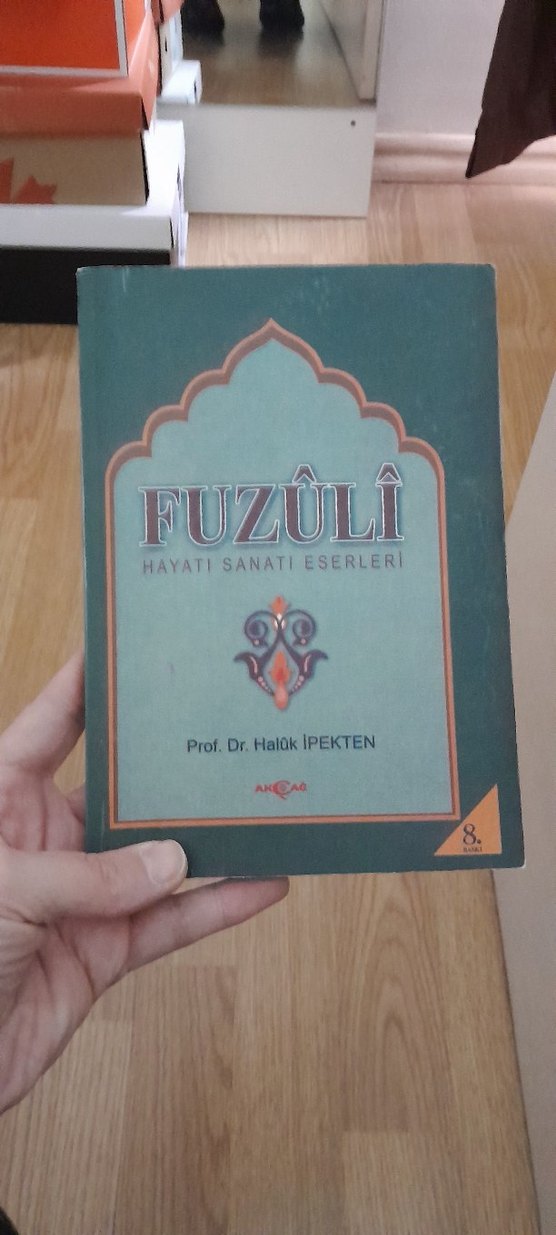 FUZÛLÎ
HAYATI SANATI ESERLERİ
Prof. Dr. Halûk İPEKTEN
AKÇAĞ
8.
BASKI